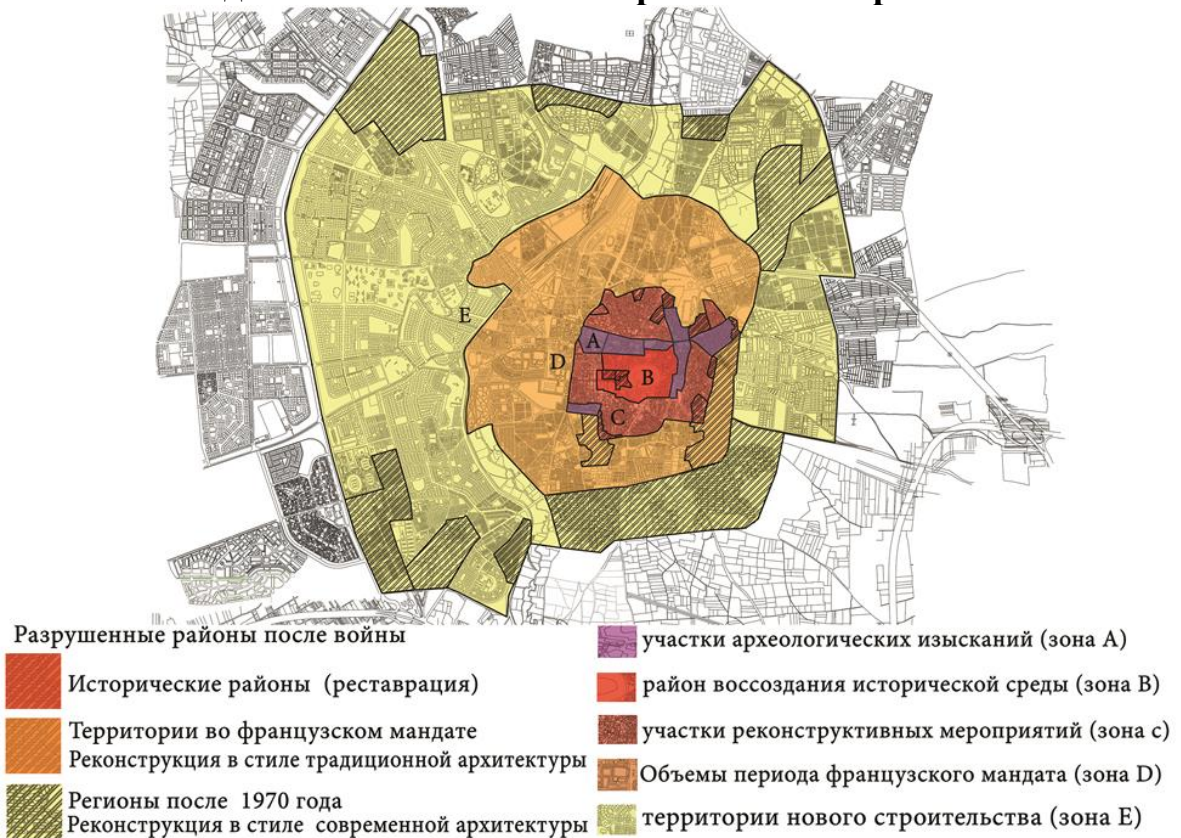 E
A
D
B
C
Разрушенные районы после войны
Исторические районы (реставрация)
Территории во французском мандате
Реконструкция в стиле традиционной архитектуры
Регионы после 1970 года
Реконструкция в стиле современной архитектуры
участки археологических изысканий (зона А)
район воссоздания исторической среды (зона В)
участки реконструктивных мероприятий (зона с)
Объемы периода французского мандата (зона D)
территории нового строительства (зона Е)